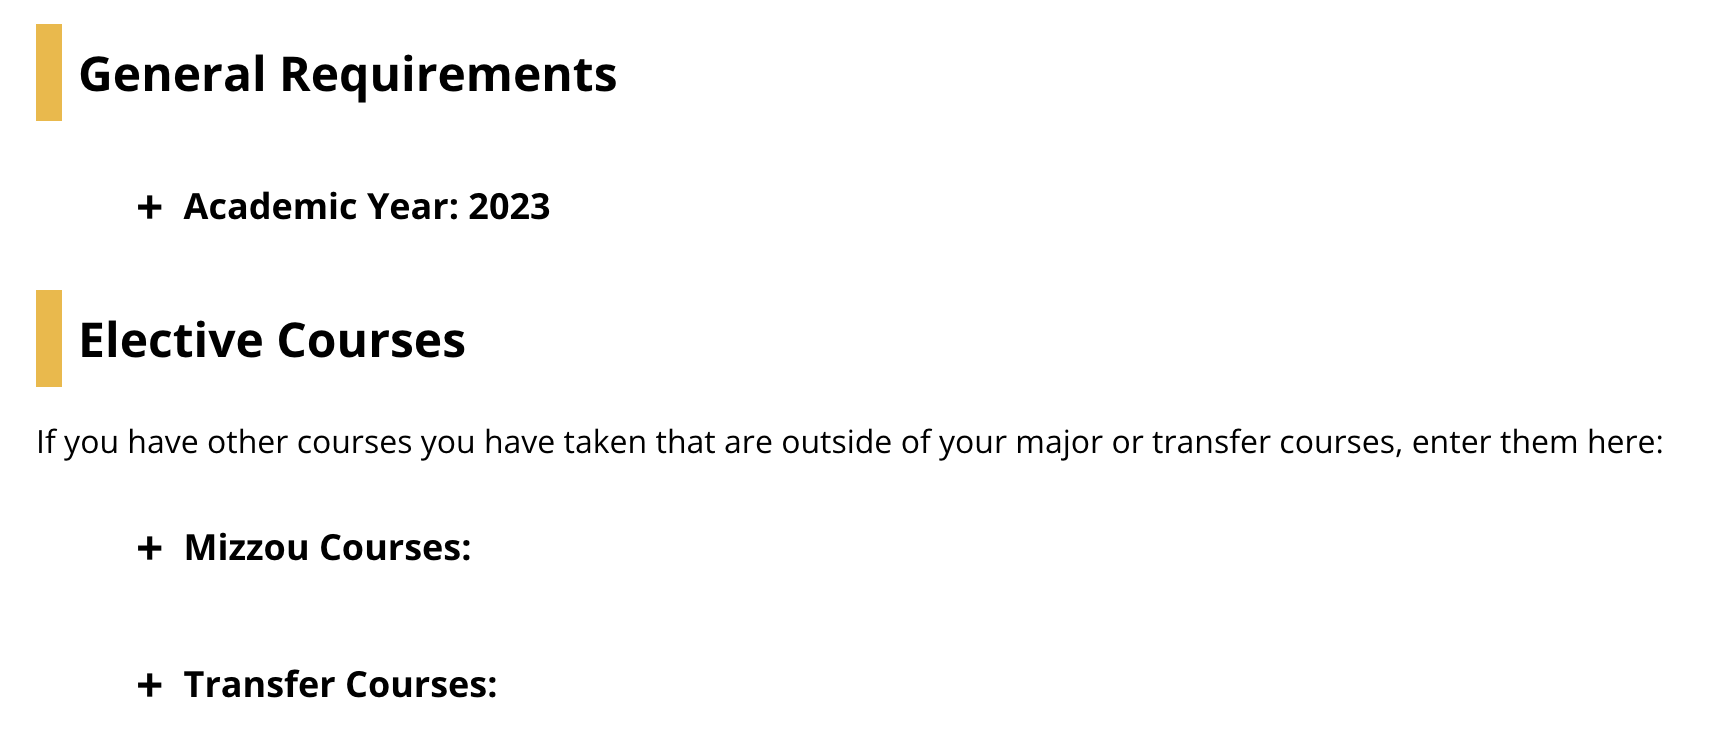 General Requirements
+ Academic Year: 2023
Elective Courses
If you have other courses you have taken that are outside of your major or transfer courses, enter them here:
+ Mizzou Courses:
+ Transfer Courses: